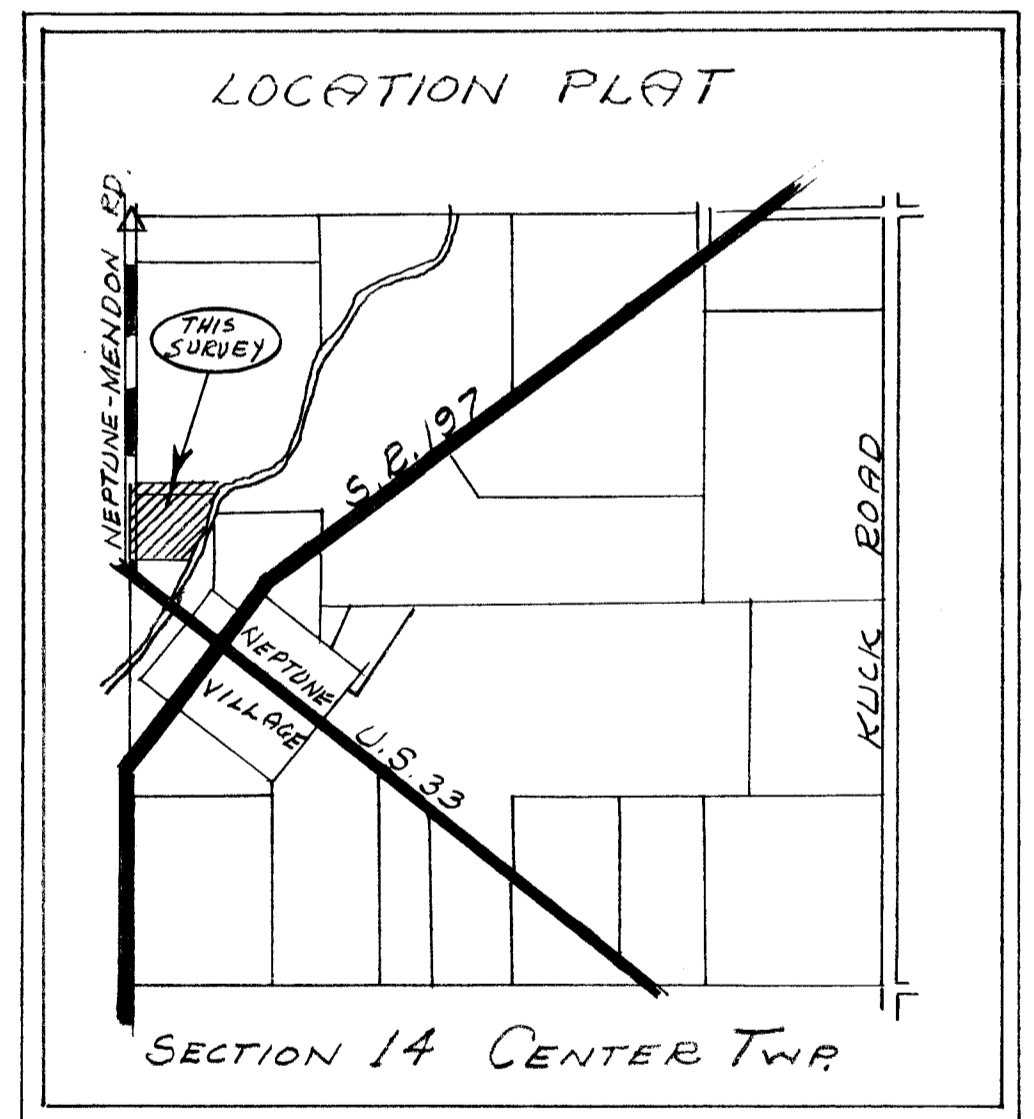 LOCATION PLAT
NEPTUNE-MENDON RD.
THIS
SURVEY
S.R. 197
KUCK ROAD
NEPTUNE
VILLAGE
U.S. 33
SECTION 14 CENTER TWP.